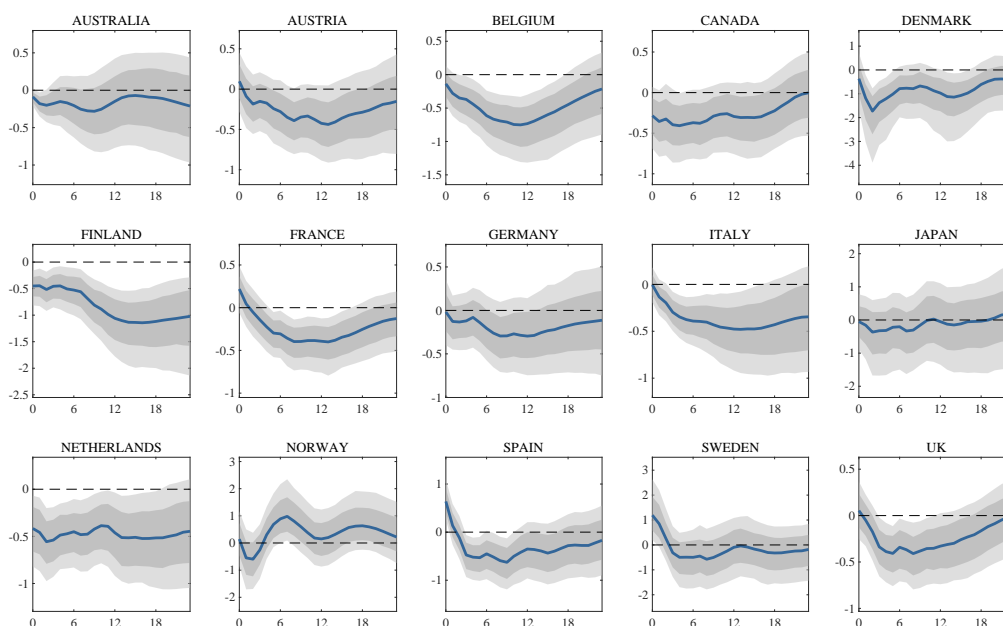 AUSTRALIA
0.5
0
-0.5
-1
0 6 12 18
AUSTRIA
0.5
0
-0.5
-1
0 6 12 18
BELGIUM
0.5
0
-0.5
-1
-1.5
0 6 12 18
CANADA
0.5
0
-0.5
-1
0 6 12 18
DENMARK
1
0
-1
-2
-3
-4
0 6 12 18
FINLAND
0
-0.5
-1
-1.5
-2
-2.5
0 6 12 18
FRANCE
0.5
0
-0.5
-1
0 6 12 18
GERMANY
0.5
0
-0.5
-1
0 6 12 18
ITALY
0
-0.5
-1
0 6 12 18
JAPAN
2
1
0
-1
-2
0 6 12 18
NETHERLANDS
0
-0.5
-1
0 6 12 18
NORWAY
3
2
1
0
-1
-2
0 6 12 18
SPAIN
1
0
-1
0 6 12 18
SWEDEN
3
2
1
0
-1
-2
0 6 12 18
UK
0.5
0
-0.5
-1
0 6 12 18